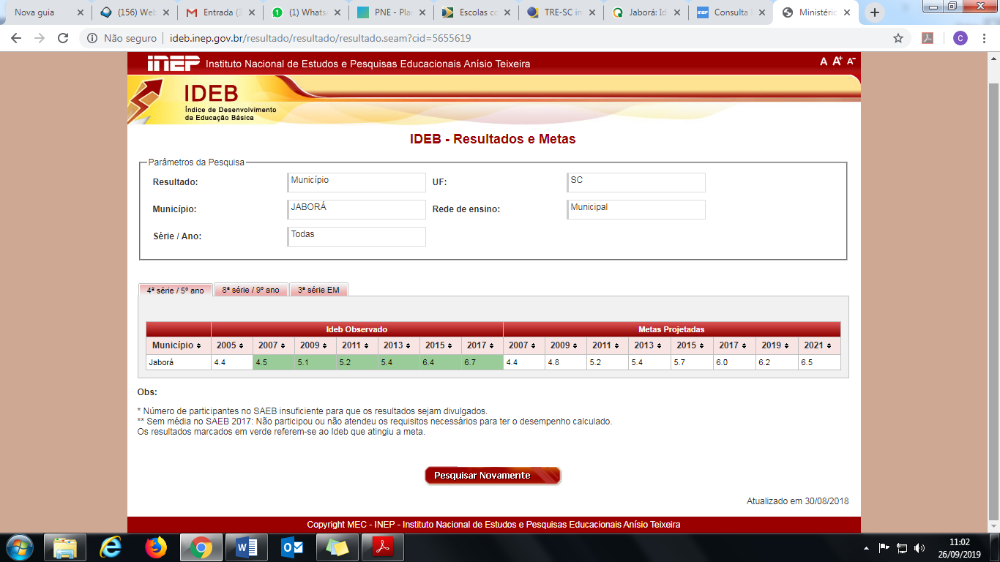 Nova guia
(156) Web
Entrada (3
(1) Whats
PNE - Pla
Escolas co
TRE-SC in
Jaborá: Id
Consulta
Ministério
Não seguro
ideb.inep.gov.br/resultado/resultado/resultado.seam?cid=5655619
C
inep Instituto Nacional de Estudos e Pesquisas Educacionais Anísio Teixeira
A A+ A-
IDEB
Índice de Desenvolvimento
da Educação Básica
IDEB - Resultados e Metas
Parâmetros da Pesquisa
Resultado: Município UF: SC
Município: JABORÁ Rede de ensino: Municipal
Série / Ano: Todas
4ª série / 5º ano 8ª série / 9º ano 3ª série EM
Ideb Observado Metas Projetadas
Município 2005 2007 2009 2011 2013 2015 2017 2007 2009 2011 2013 2015 2017 2019 2021
Jaborá 4.4 4.5 5.1 5.2 5.4 6.4 6.7 4.4 4.8 5.2 5.4 5.7 6.0 6.2 6.5
Obs:
* Número de participantes no SAEB insuficiente para que os resultados sejam divulgados.
** Sem média no SAEB 2017: Não participou ou não atendeu os requisitos necessários para ter o desempenho calculado.
Os resultados marcados em verde referem-se ao Ideb que atingiu a meta.
Pesquisar Novamente
Atualizado em 30/08/2018
Copyright MEC - INEP - Instituto Nacional de Estudos e Pesquisas Educacionais Anísio Teixeira
11:02
26/09/2019